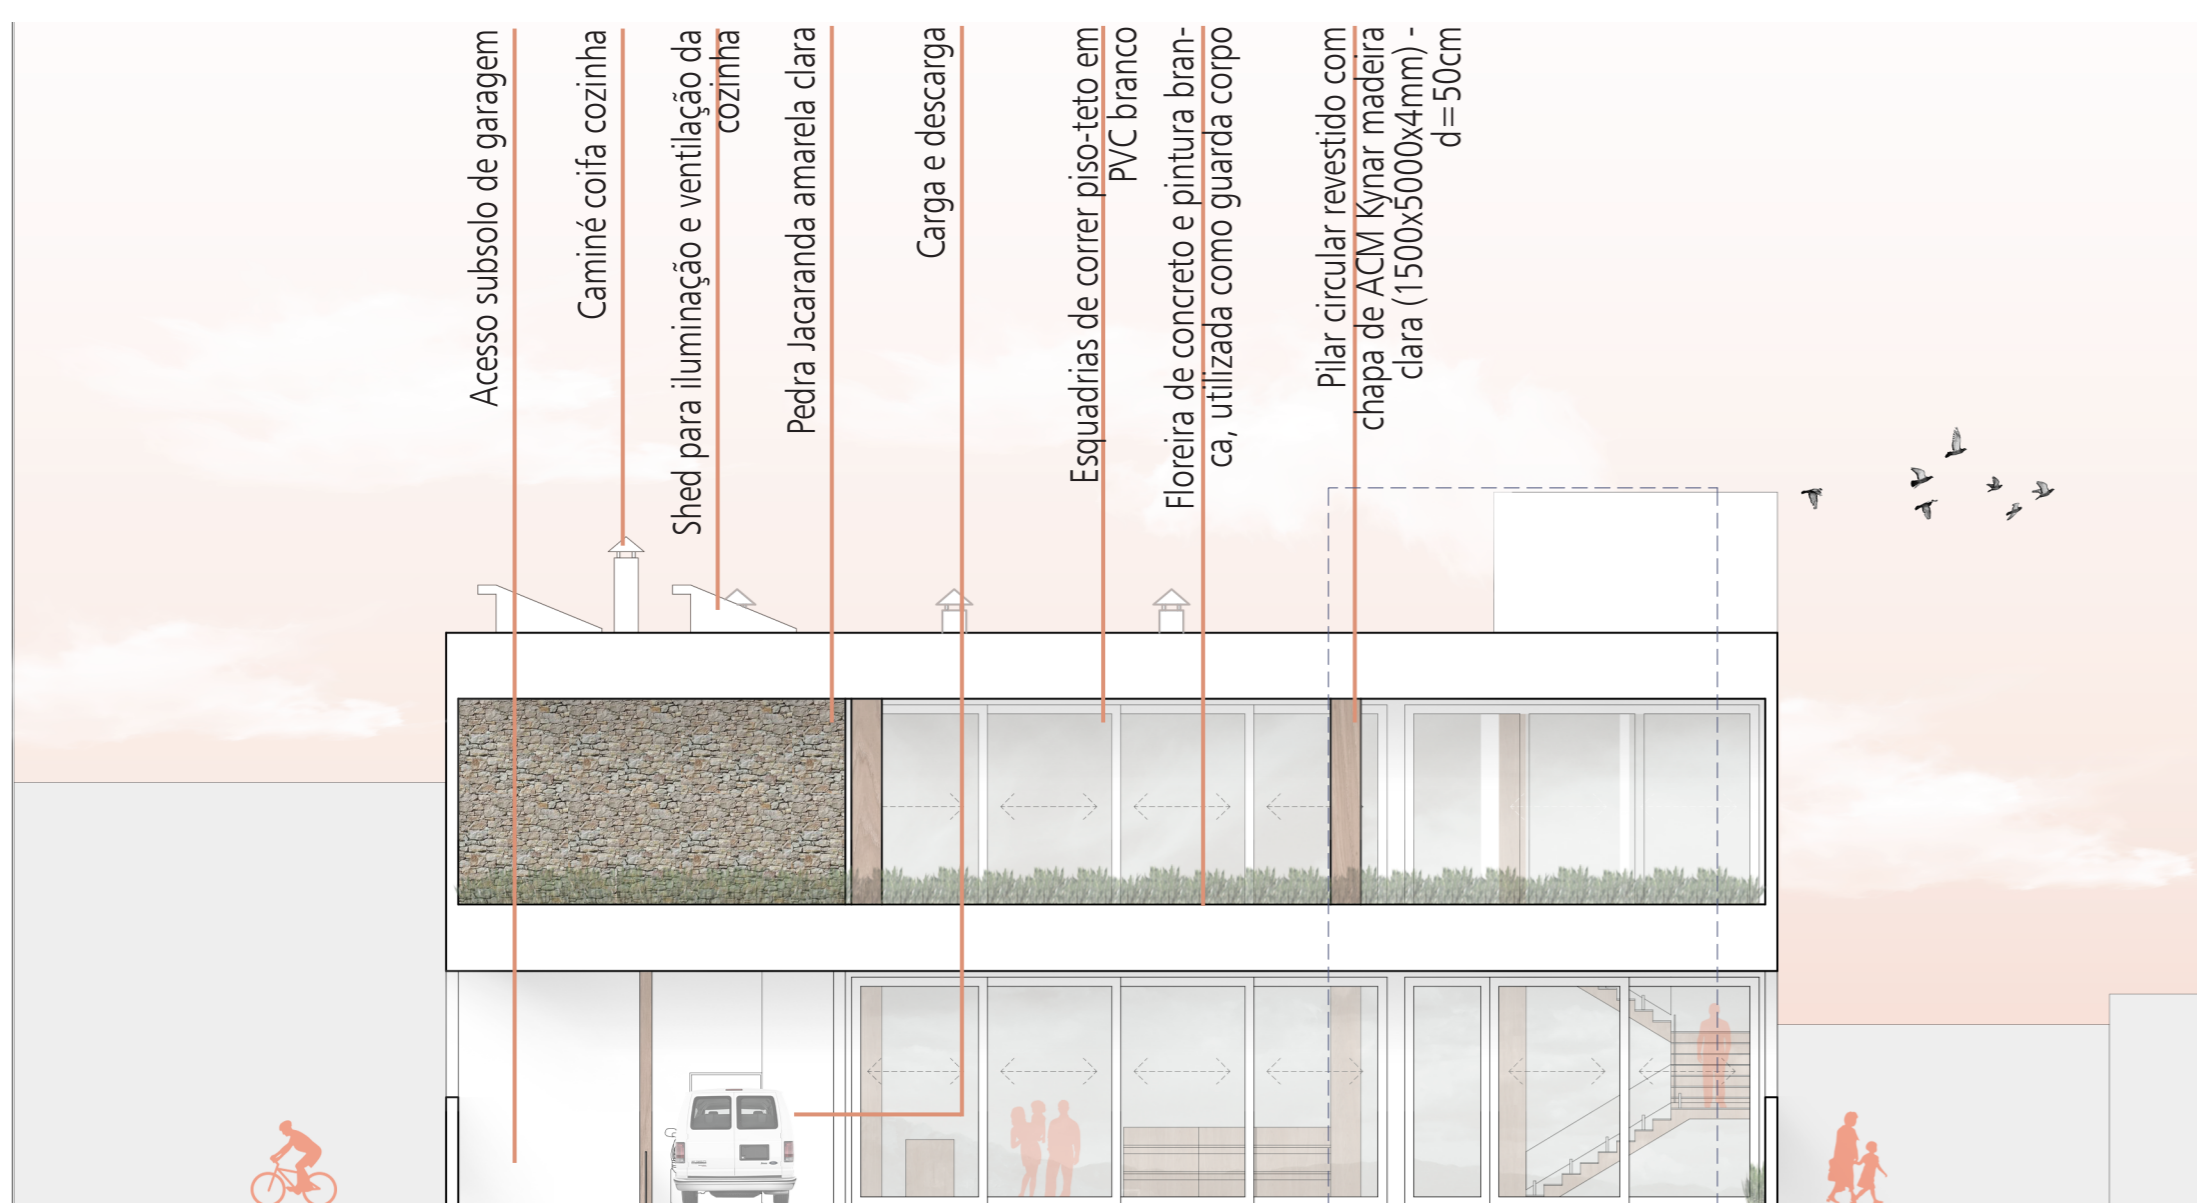 Acesso subsolo de garagem
Caminé coifa cozinha
Shed para iluminação e ventilação da
cozinha
Pedra Jacaranda amarela clara
Carga e descarga
Esquadrias de correr piso-teto em
PVC branco
Floreira de concreto e pintura bran-
ca, utilizada como guarda corpo
Pilar circular revestido com
chapa de ACM Kynar madeira
clara (1500x5000x4mm) -
d=50cm